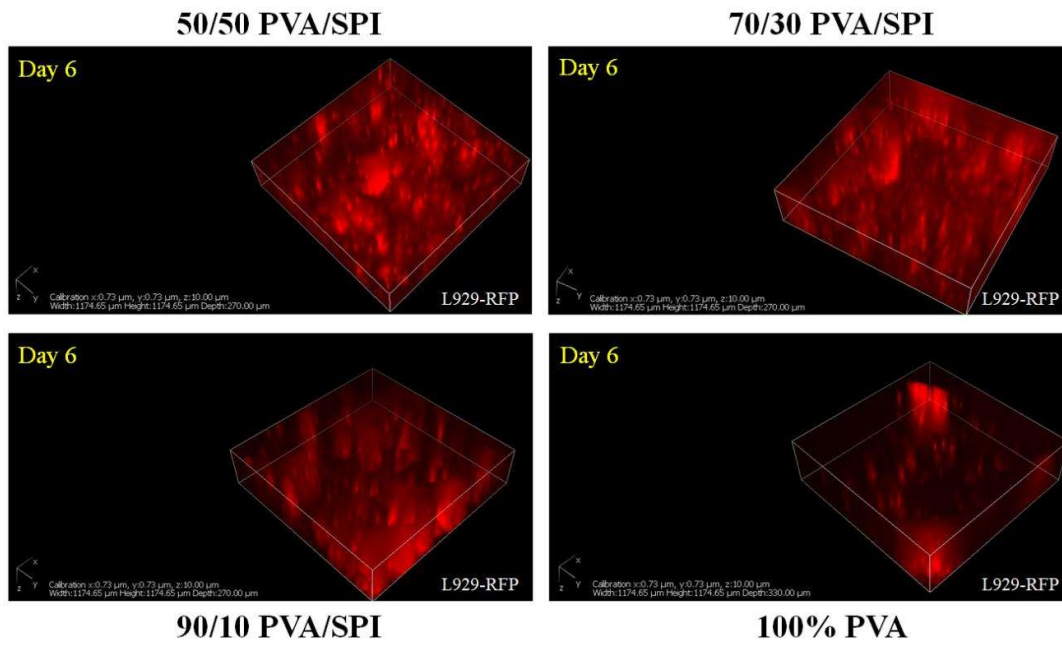 50/50 PVA/SPI
70/30 PVA/SPI
Day 6
x
y
z
Calibration x:0.73 µm, y:0.73 µm, z:10.00 µm
Width:1174.65 µm Height:1174.65 µm Depth:270.00 µm
L929-RFP
Day 6
x
y
z
Calibration x:0.73 µm, y:0.73 µm, z:10.00 µm
Width:1174.65 µm Height:1174.65 µm Depth:270.00 µm
L929-RFP
Day 6
x
y
z
Calibration x:0.73 µm, y:0.73 µm, z:10.00 µm
Width:1174.65 µm Height:1174.65 µm Depth:270.00 µm
L929-RFP
Day 6
x
y
z
Calibration x:0.73 µm, y:0.73 µm, z:10.00 µm
Width:1174.65 µm Height:1174.65 µm Depth:330.00 µm
L929-RFP
90/10 PVA/SPI
100% PVA